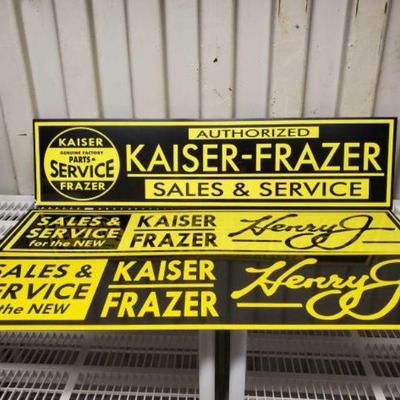 KAISER
GENUINE FACTORY
PARTS &
SERVICE
FRAZER
AUTHORIZED
KAISER-FRAZER
SALES & SERVICE
SALES &
SERVICE
for the NEW
KAISER
FRAZER
Henry J
SALES &
ERVICE
the NEW
KAISER
FRAZER
Henry J